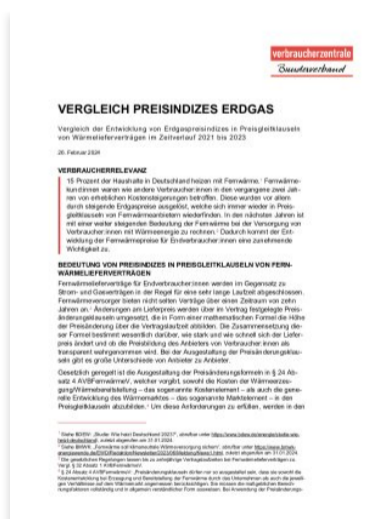 verbraucherzentrale
Bundesverband
VERGLEICH PREISINDIZES ERDGAS
Vergleich der Entwicklung von Erdgaspreisindizes in Preisgleitklauseln
von Wärmelieferverträgen im Zeitverlauf 2021 bis 2023
26. Februar 2024
VERBRAUCHERRELEVANZ
15 Prozent der Haushalte in Deutschland heizen mit Fernwärme.¹ Fernwärme-
kund:innen waren wie andere Verbraucher:innen in den vergangene zwei Jah-
ren von erheblichen Kostensteigerungen betroffen. Diese wurden vor allem
durch steigende Erdgaspreise ausgelöst, welche sich immer wieder in Preis-
gleitklauseln von Fernwärmeanbietern wiederfinden. In den nächsten Jahren ist
mit einer weiter steigenden Bedeutung der Fernwärme bei der Versorgung von
Verbraucher:innen mit Wärmeenergie zu rechnen.² Dadurch kommt der Ent-
wicklung der Fernwärmepreise für Endverbraucher:innen eine zunehmende
Wichtigkeit zu.
BEDEUTUNG VON PREISINDIZES IN PREISGLEITKLAUSELN VON FERN-
WÄRMELIEFERVERTRÄGEN
Fernwärmelieferverträge für Endverbraucher:innen werden im Gegensatz zu
Strom- und Gasverträgen in der Regel für eine sehr lange Laufzeit abgeschlossen.
Fernwärmeversorger bieten nicht selten Verträge über einen Zeitraum von zehn
Jahren an.³ Änderungen am Lieferpreis werden über im Vertrag festgelegte Preis-
änderungsklauseln umgesetzt, die in Form einer mathematischen Formel die Höhe
der Preisänderung über die Vertragslaufzeit abbilden. Die Zusammensetzung die-
ser Formel bestimmt wesentlich darüber, wie stark und wie schnell sich der Liefer-
preis ändert und ob die Preisbildung des Anbieters von Verbraucher:innen als
transparent wahrgenommen wird. Bei der Ausgestaltung der Preisänderungsklau-
seln gibt es große Unterschiede von Anbieter zu Anbieter.
Gesetzlich geregelt ist die Ausgestaltung der Preisänderungsformeln in § 24 Ab-
satz 4 AVBFernwärmeV, welcher vorgibt, sowohl die Kosten der Wärmeerzeu-
gung/Wärmebereitstellung – das sogenannte Kostenelement – als auch die gene-
relle Entwicklung des Wärmemarktes – das sogenannte Marktelement – in den
Preisgleitklauseln abzubilden.⁴ Um diese Anforderungen zu erfüllen, werden in den